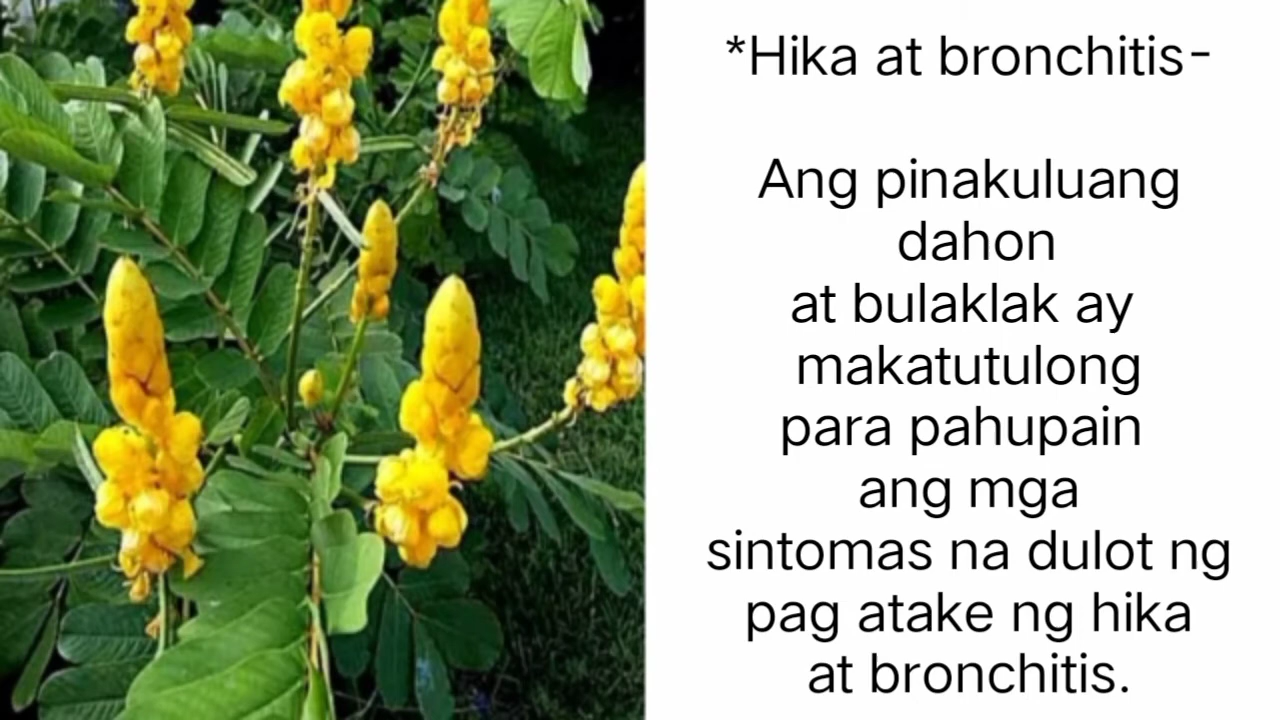 *Hika at bronchitis-
Ang pinakuluang
dahon
at bulaklak ay
makatutulong
para pahupain
ang mga
sintomas na dulot ng
pag atake ng hika
at bronchitis.